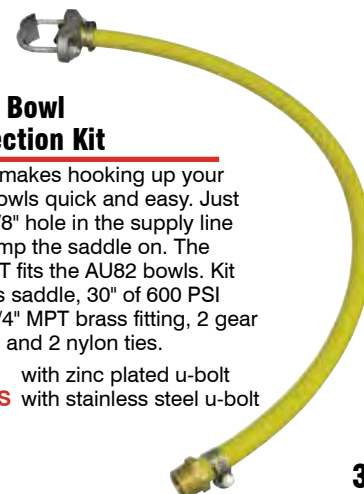 Bowl
ection Kit
makes hooking up your
owls quick and easy. Just
/8" hole in the supply line
mp the saddle on. The
T fits the AU82 bowls. Kit
s saddle, 30" of 600 PSI
/4" MPT brass fitting, 2 gear
and 2 nylon ties.
with zinc plated u-bolt
S with stainless steel u-bolt
3